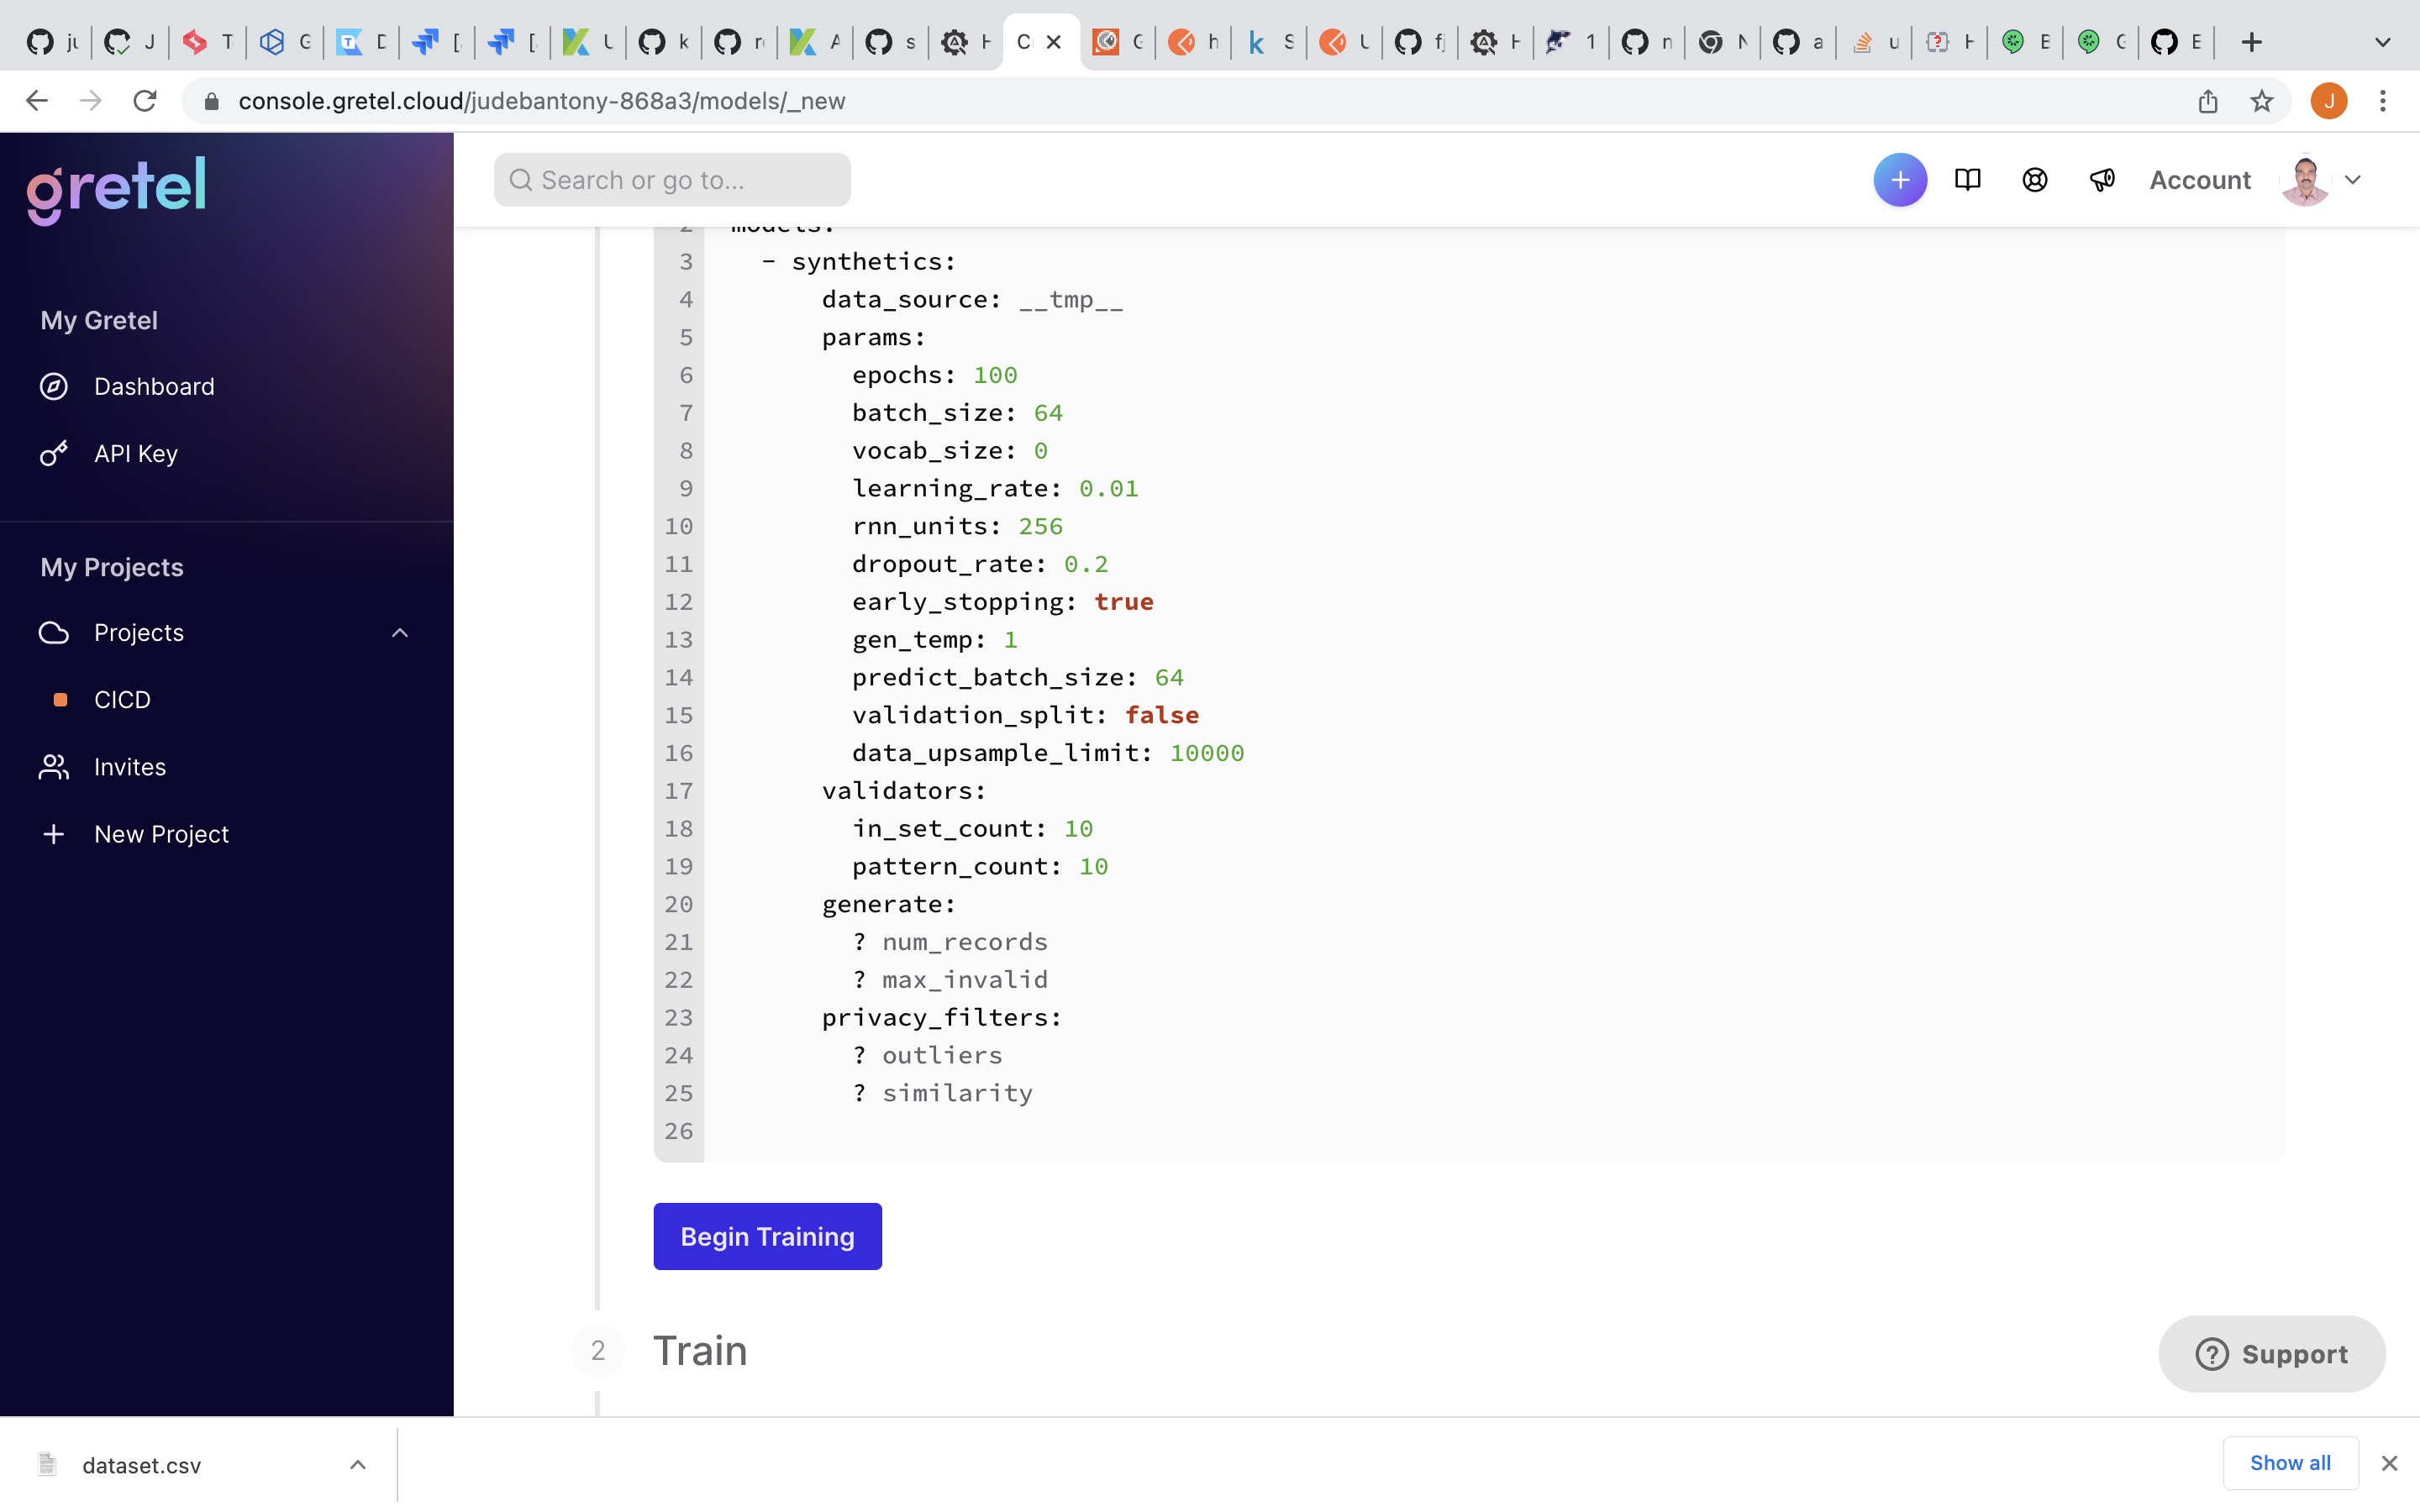 ju
J
T
G
D
[
[
U
k
r
A
s
H
C
G
h
S
U
fj
H
1
n
N
a
u
H
E
G
E
console.gretel.cloud/judebantony-868a3/models/_new
J
gretel
Search or go to...
Account
My Gretel
Dashboard
API Key
My Projects
Projects
CICD
Invites
New Project
2 models:
3 - synthetics:
4 data_source: __tmp__
5 params:
6 epochs: 100
7 batch_size: 64
8 vocab_size: 0
9 learning_rate: 0.01
10 rnn_units: 256
11 dropout_rate: 0.2
12 early_stopping: true
13 gen_temp: 1
14 predict_batch_size: 64
15 validation_split: false
16 data_upsample_limit: 10000
17 validators:
18 in_set_count: 10
19 pattern_count: 10
20 generate:
21 ? num_records
22 ? max_invalid
23 privacy_filters:
24 ? outliers
25 ? similarity
26
Begin Training
2 Train
Support
dataset.csv
Show all